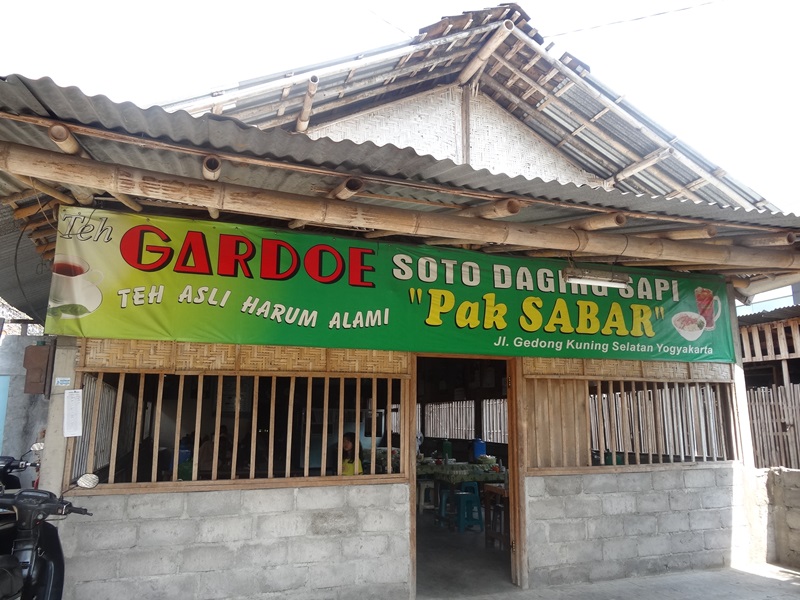 Teh GARDOE
TEH ASLI HARUM ALAMI
SOTO DAGING SAPI
"Pak SABAR"
Jl. Gedong Kuning Selatan Yogyakarta